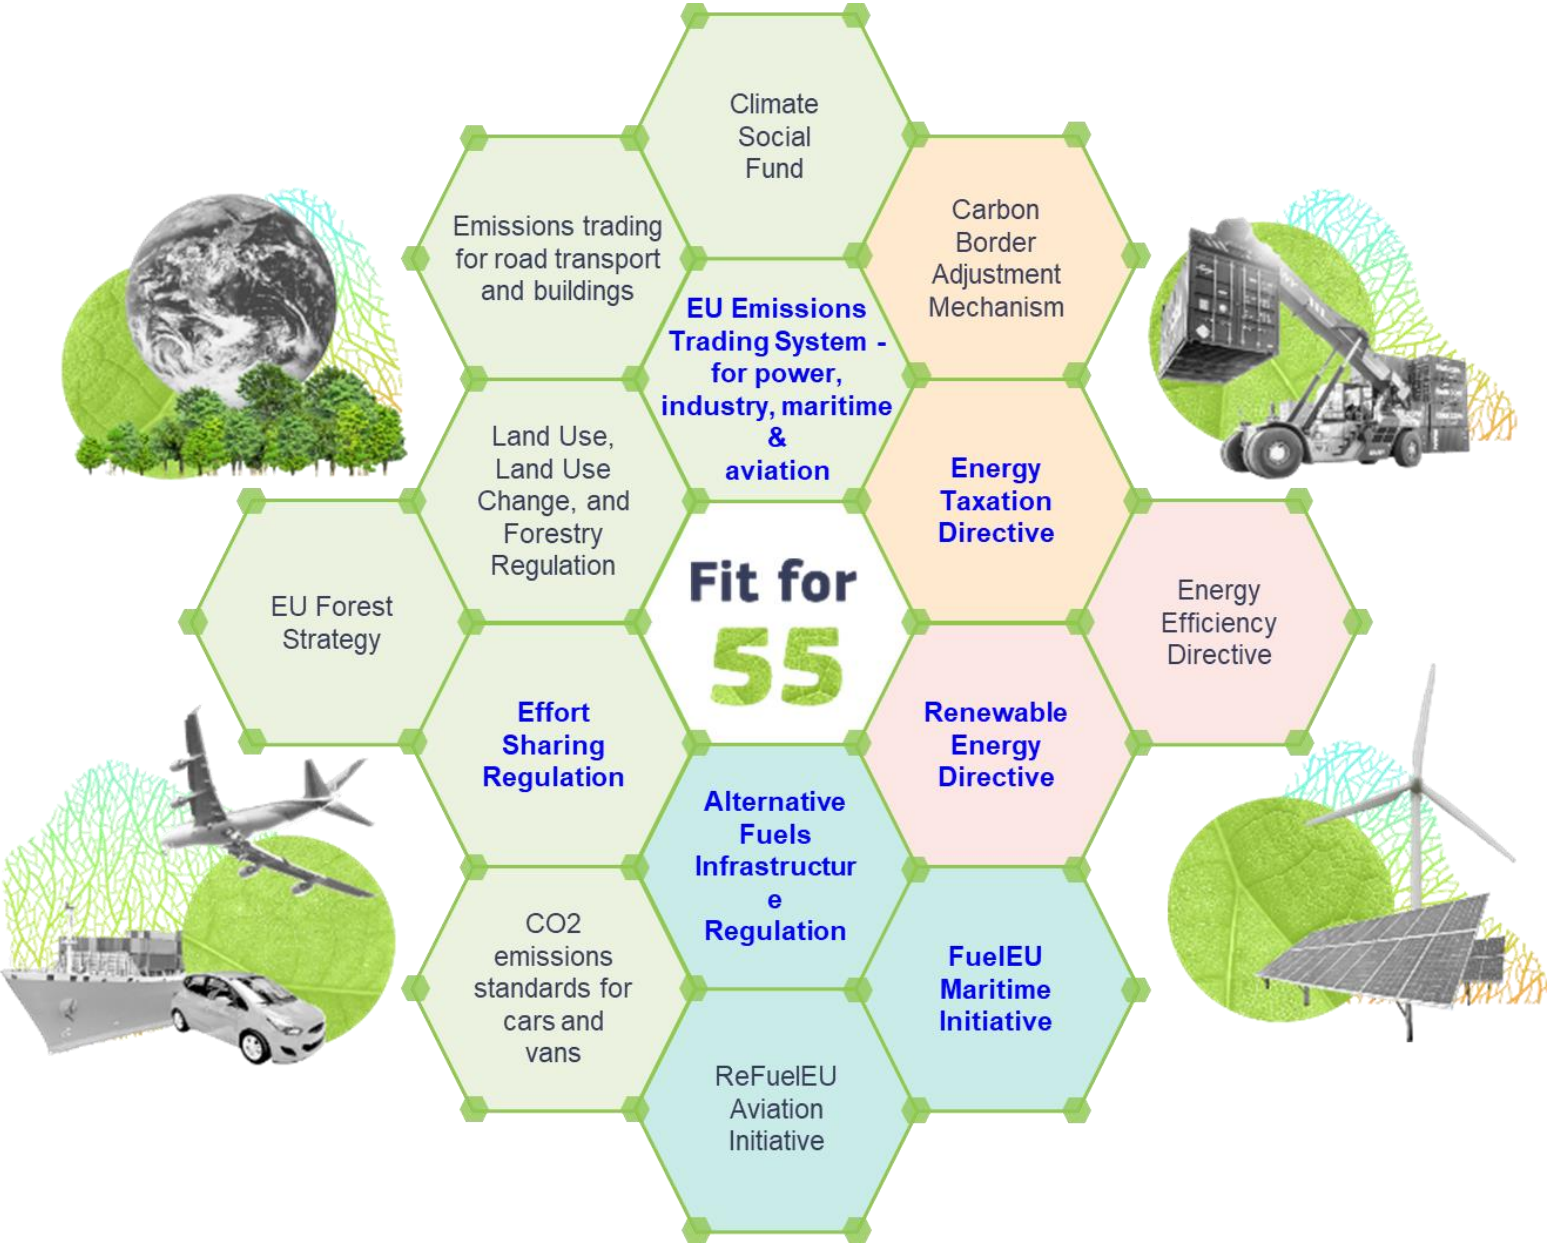 Climate
Social
Fund
Emissions trading
for road transport
and buildings
Carbon
Border
Adjustment
Mechanism
EU Emissions
Trading System -
for power,
industry, maritime
&
aviation
Land Use,
Land Use
Change, and
Forestry
Regulation
Energy
Taxation
Directive
EU Forest
Strategy
Fit for
55
Energy
Efficiency
Directive
Effort
Sharing
Regulation
Renewable
Energy
Directive
Alternative
Fuels
Infrastructur
e
Regulation
CO2
emissions
standards for
cars and
vans
FuelEU
Maritime
Initiative
ReFuelEU
Aviation
Initiative